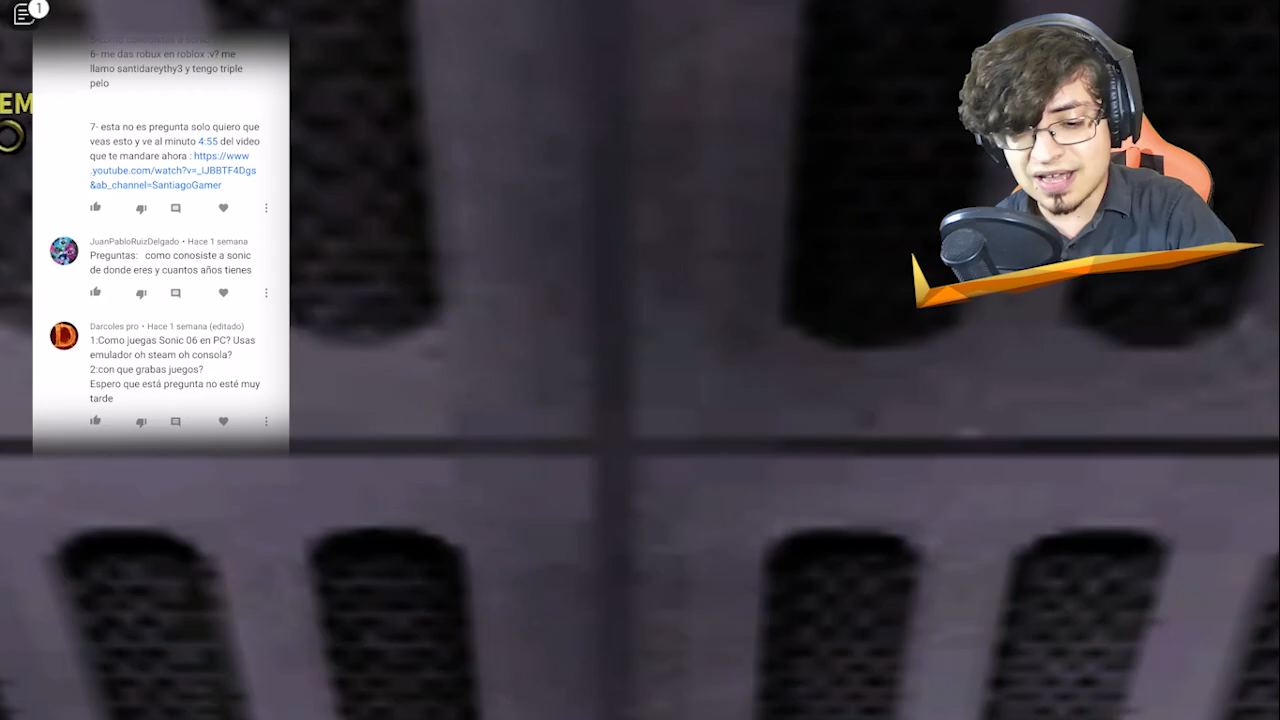 1
6- me das robux en roblox :v? me
llamo santidareythy3 y tengo triple
pelo
EM
7- esta no es pregunta solo quiero que
veas esto y ve al minuto 4:55 del video
que te mandare ahora : https://www
.youtube.com/watch?v=_IJBBTF4Dgs
&ab_channel=SantiagoGamer
JuanPabloRuizDelgado • Hace 1 semana
Preguntas: como conosiste a sonic
de donde eres y cuantos años tienes
Darcoles pro • Hace 1 semana (editado)
1:Como juegas Sonic 06 en PC? Usas
emulador oh steam oh consola?
2:con que grabas juegos?
Espero que está pregunta no esté muy
tarde